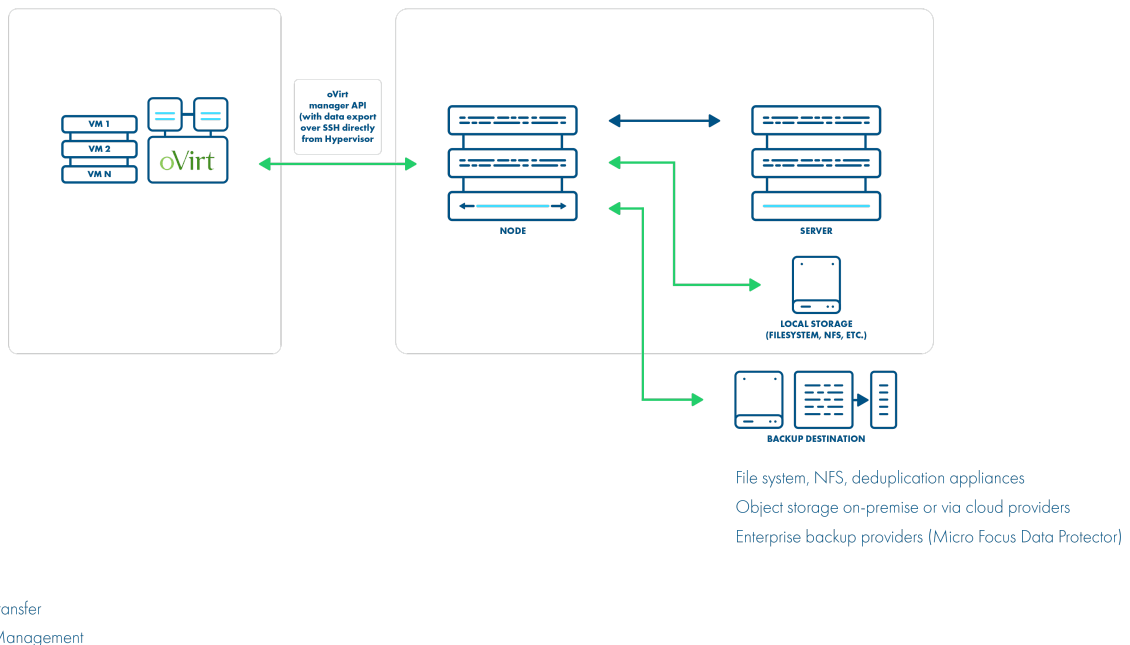 VM 1
VM 2
VM N
oVirt
oVirt
manager API
(with data export
over SSH directly
from Hypervisor
NODE
SERVER
LOCAL STORAGE
(FILESYSTEM, NFS, ETC.)
BACKUP DESTINATION
File system, NFS, deduplication appliances
Object storage on-premise or via cloud providers
Enterprise backup providers (Micro Focus Data Protector)
ansfer
Management